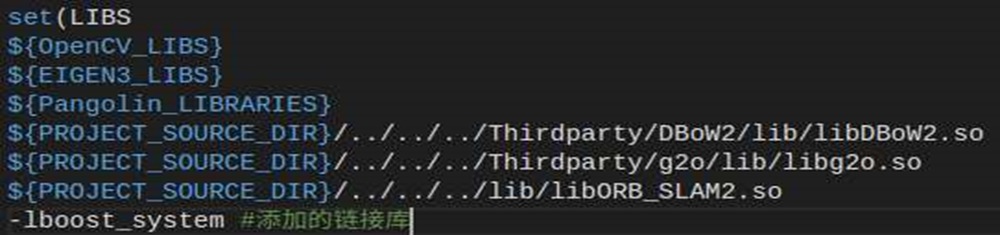 set(LIBS
${OpenCV_LIBS}
${EIGEN3_LIBS}
${Pangolin_LIBRARIES}
${PROJECT_SOURCE_DIR}/../../../Thirdparty/DBoW2/lib/libDBoW2.so
${PROJECT_SOURCE_DIR}/../../../Thirdparty/g2o/lib/libg2o.so
${PROJECT_SOURCE_DIR}/../../../lib/libORB_SLAM2.so
-lboost_system #添加的链接库